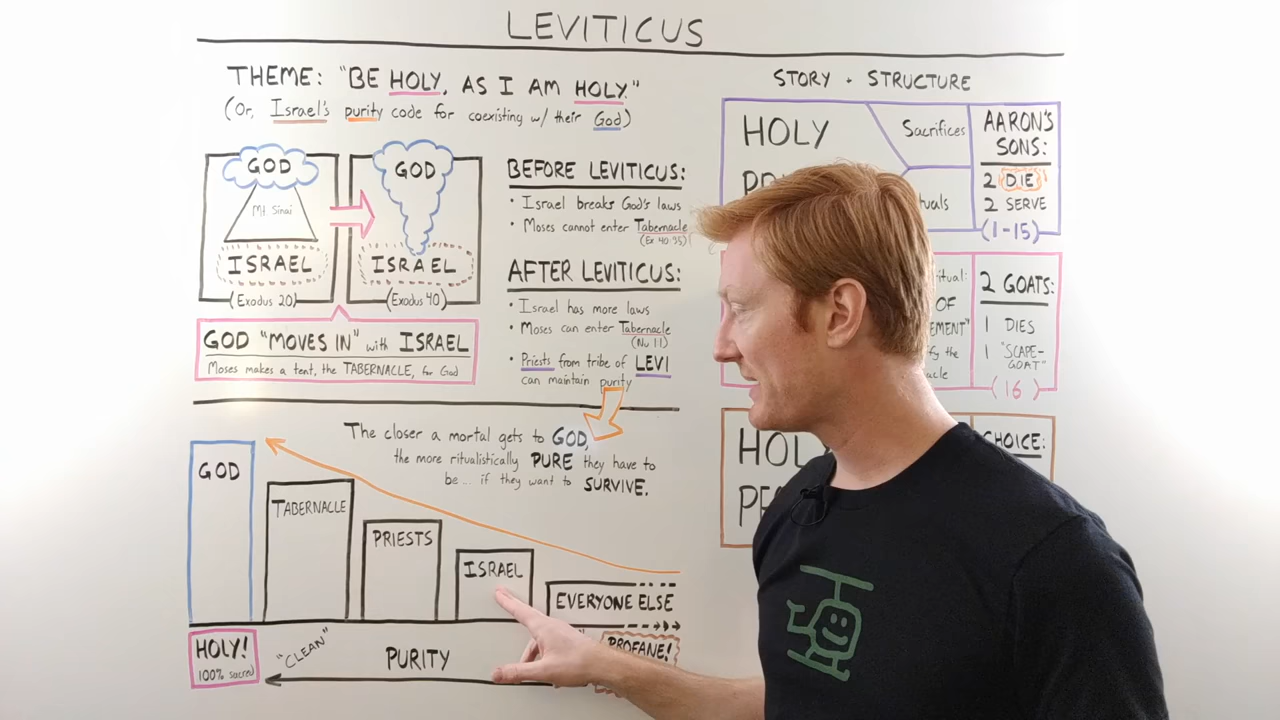 LEVITICUS
THEME: "BE HOLY, AS I AM HOLY."
(Or, Israel's purity code for coexisting w/ their God)
GOD
Mt. Sinai
ISRAEL
(Exodus 20)
GOD
ISRAEL
(Exodus 40)
GOD "MOVES IN" with ISRAEL
Moses makes a tent, the TABERNACLE, for God
BEFORE LEVITICUS:
• Israel breaks God's laws
• Moses cannot enter Tabernacle
(Ex 40:35)
AFTER LEVITICUS:
• Israel has more laws
• Moses can enter Tabernacle
(Nu 11)
• Priests from tribe of LEVI
can maintain purity
The closer a mortal gets to GOD,
the more ritualistically PURE they have to
be... if they want to SURVIVE.
GOD
TABERNACLE
PRIESTS
ISRAEL
EVERYONE ELSE
HOLY!
100% sacred
"CLEAN"
PURITY
PROFANE!
STORY + STRUCTURE
HOLY
Sacrifices
AARON'S
SONS:
2 DIE
2 SERVE
(1-15)
2 GOATS:
1 DIES
1 "SCAPE-
GOAT"
(16)
OF
the
HOLY
CHOICE: